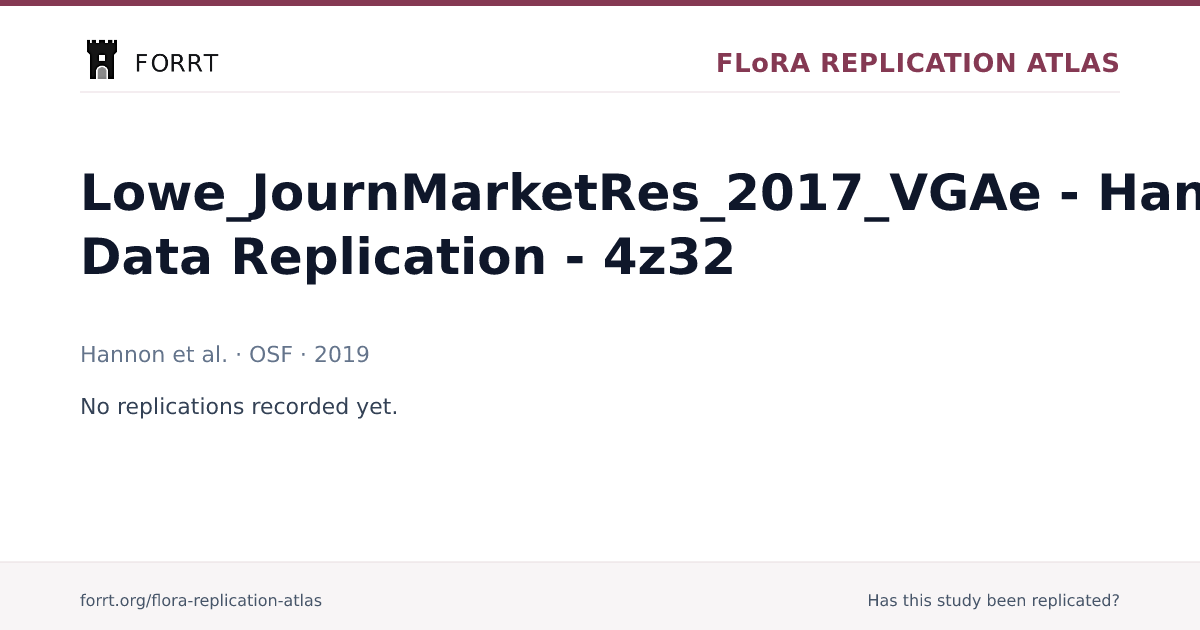 FORRT
FLoRA REPLICATION ATLAS
Lowe_JournMarketRes_2017_VGAe -
Data Replication - 4z32
Hannon et al. · OSF · 2019
No replications recorded yet.
forrt.org/flora-replication-atlas
Has this study been replicated?